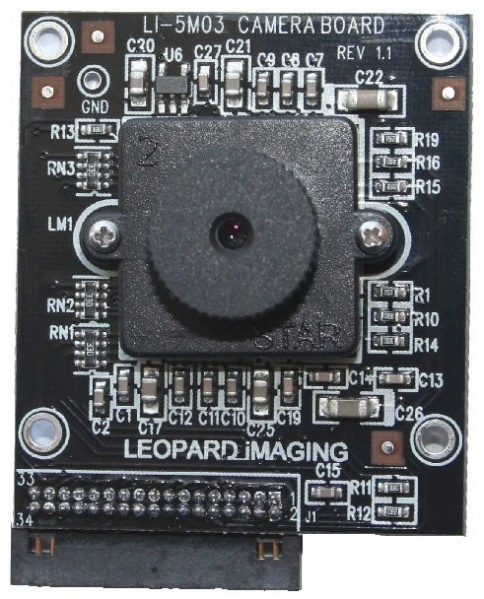 LI-5M03 CAMERA BOARD
REV 1.1
C20
U6
C27
C21
C9
C8
C7
C22
GND
R13
RN3
2
R19
R16
R15
LM1
RN2
RN1
R1
R10
R14
STAR
C2
C1
C17
C12
C11
C10
C25
C19
C13
C26
LEOPARD iMAGING
33
34
1
2
J1
C15
R11
R12